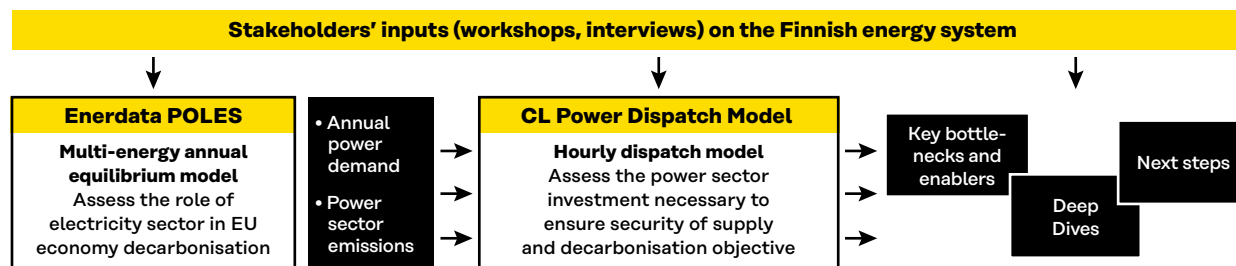 Stakeholders' inputs (workshops, interviews) on the Finnish energy system
Enerdata POLES
Multi-energy annual
equilibrium model
Assess the role of
electricity sector in EU
economy decarbonisation
• Annual
power
demand
• Power
sector
emissions
CL Power Dispatch Model
Hourly dispatch model
Assess the power sector
investment necessary to
ensure security of supply
and decarbonisation objective
Key bottle-
necks and
enablers
Deep
Dives
Next steps